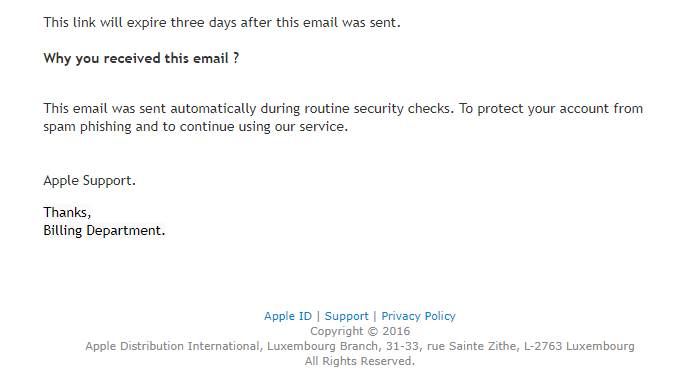 This link will expire three days after this email was sent.
Why you received this email ?
This email was sent automatically during routine security checks. To protect your account from
spam phishing and to continue using our service.
Apple Support.
Thanks,
Billing Department.
Apple ID | Support | Privacy Policy
Copyright © 2016
Apple Distribution International, Luxembourg Branch, 31-33, rue Sainte Zithe, L-2763 Luxembourg
All Rights Reserved.